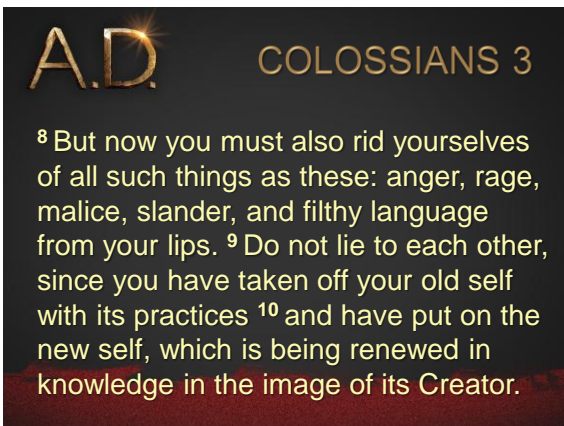 A.D. COLOSSIANS 3
8 But now you must also rid yourselves
of all such things as these: anger, rage,
malice, slander, and filthy language
from your lips. 9 Do not lie to each other,
since you have taken off your old self
with its practices 10 and have put on the
new self, which is being renewed in
knowledge in the image of its Creator.